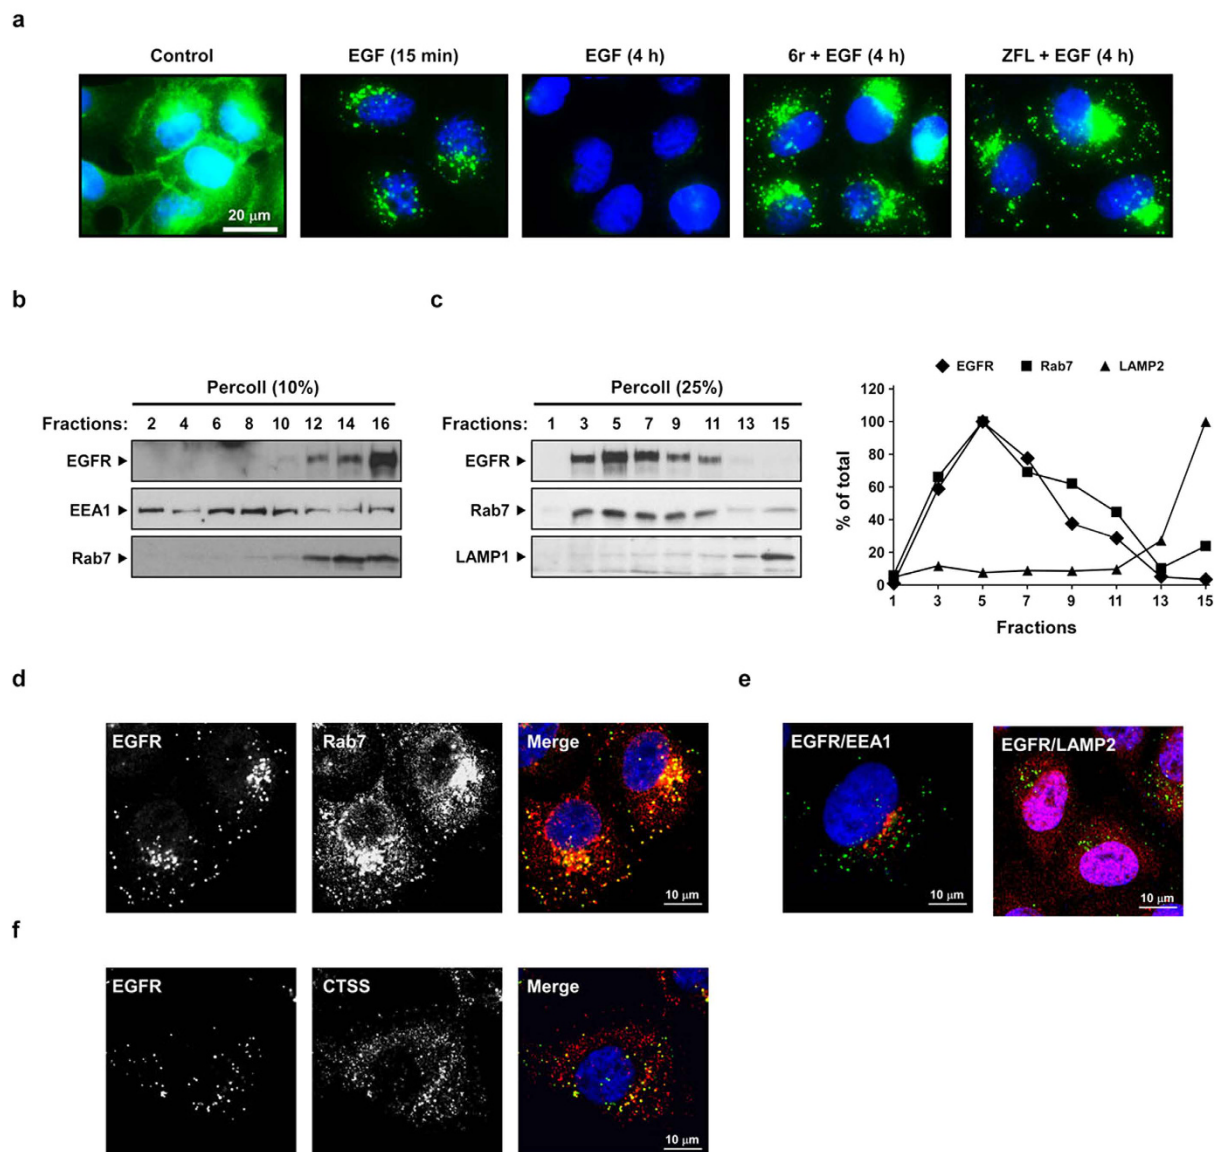 a
Control
EGF (15 min)
EGF (4 h)
6r + EGF (4 h)
ZFL + EGF (4 h)
20 μm
b
c
Percoll (10%)
Fractions: 2 4 6 8 10 12 14 16
EGFR
EEA1
Rab7
Percoll (25%)
Fractions: 1 3 5 7 9 11 13 15
EGFR
Rab7
LAMP1
EGFR Rab7 LAMP2
% of total
120
100
80
60
40
20
0
1 3 5 7 9 11 13 15
Fractions
d
EGFR
Rab7
Merge
10 μm
e
EGFR/EEA1
10 μm
EGFR/LAMP2
10 μm
f
EGFR
CTSS
Merge
10 μm